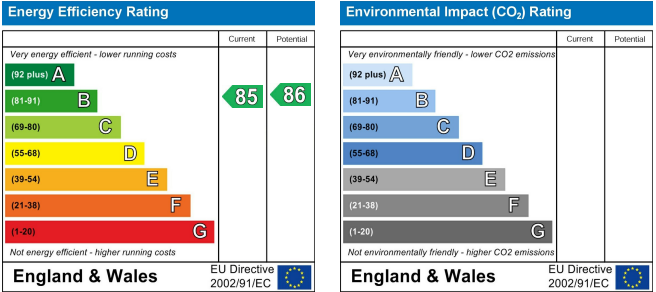 Energy Efficiency Rating
Current Potential
Very energy efficient - lower running costs
(92 plus) A
(81-91) B
85 86
(69-80) C
(55-68) D
(39-54) E
(21-38) F
(1-20) G
Not energy efficient - higher running costs
England & Wales
EU Directive
2002/91/EC
Environmental Impact (CO₂) Rating
Current Potential
Very environmentally friendly - lower CO2 emissions
(92 plus) A
(81-91) B
(69-80) C
(55-68) D
(39-54) E
(21-38) F
(1-20) G
Not environmentally friendly - higher CO2 emissions
England & Wales
EU Directive
2002/91/EC